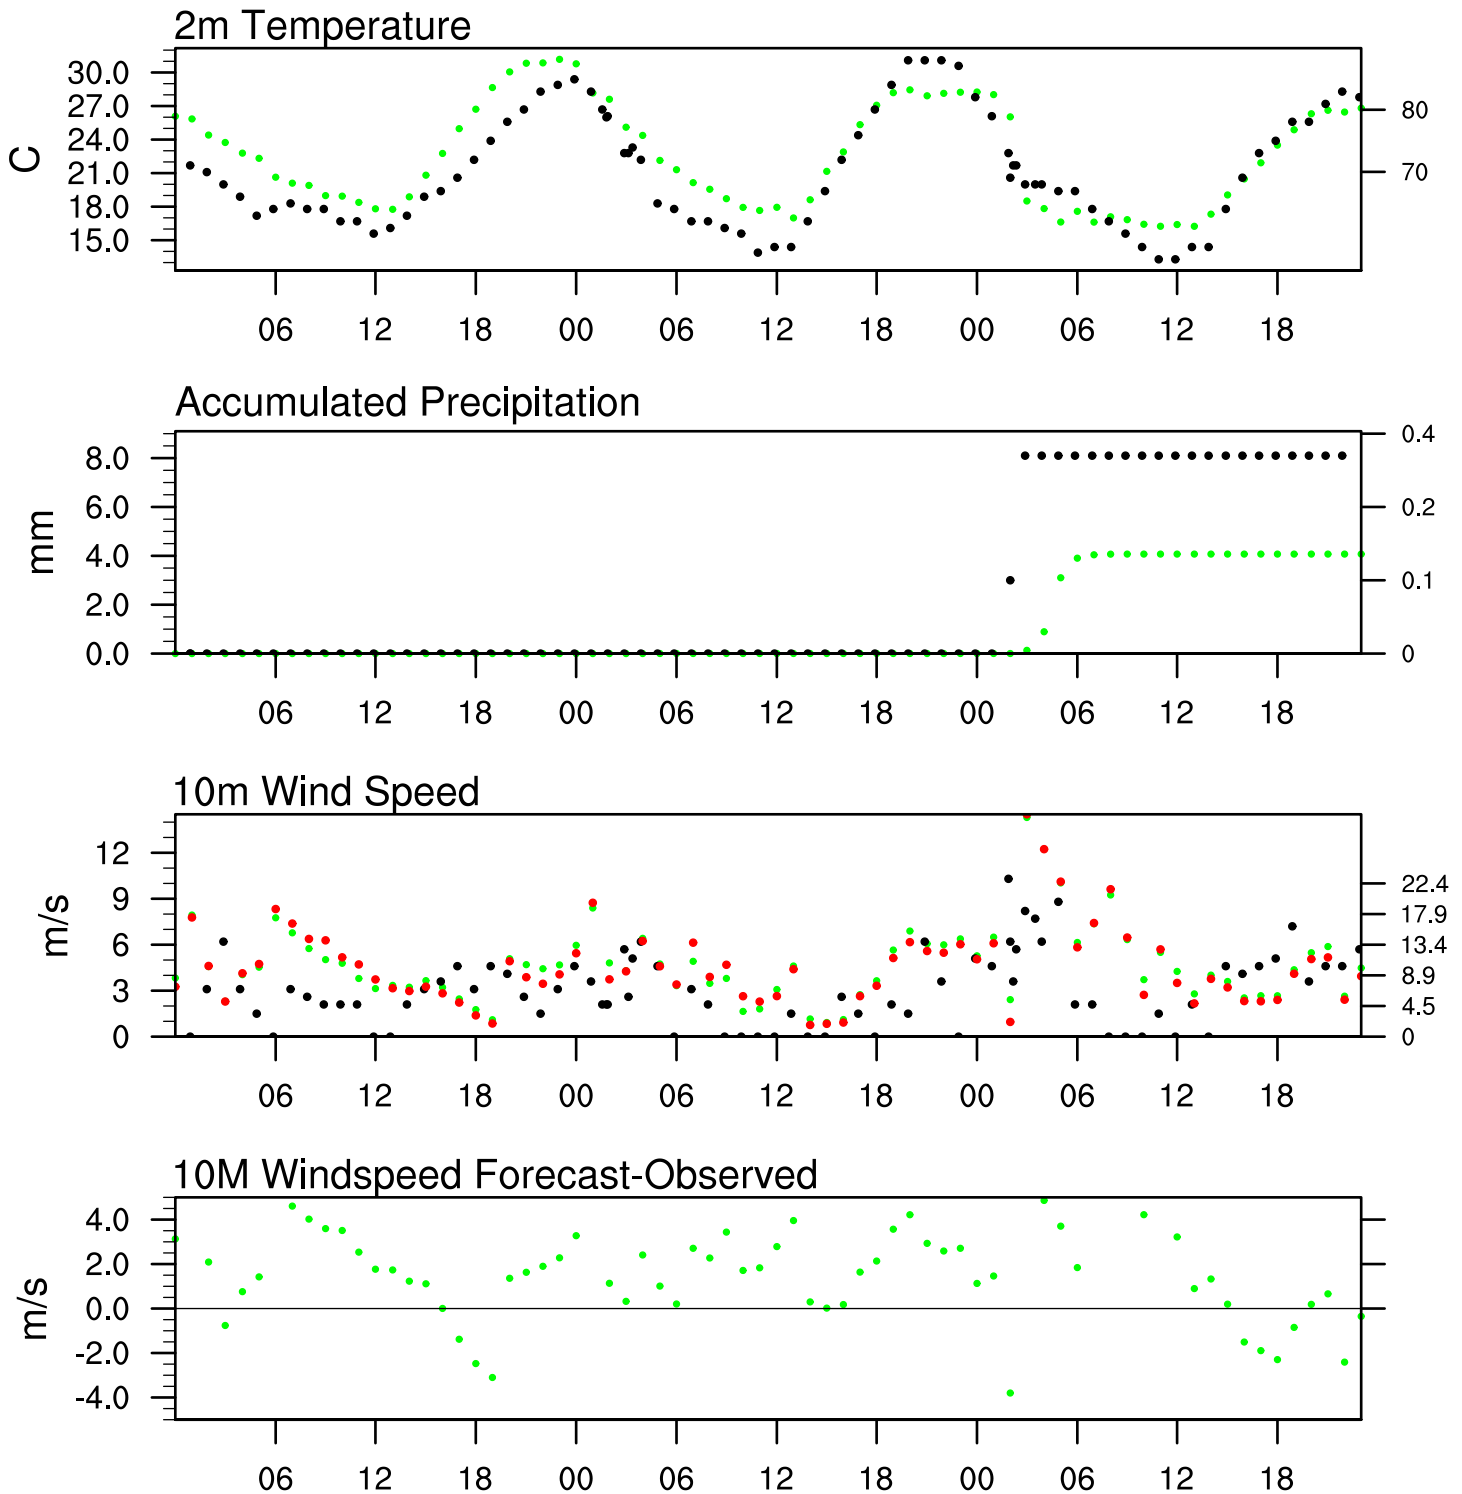 2m Temperature
C
30.0
27.0
24.0
21.0
18.0
15.0
80
70
06 12 18 00 06 12 18 00 06 12 18
Accumulated Precipitation
mm
8.0
6.0
4.0
2.0
0.0
0.4
0.2
0.1
0
06 12 18 00 06 12 18 00 06 12 18
10m Wind Speed
m/s
12
9
6
3
0
22.4
17.9
13.4
8.9
4.5
0
06 12 18 00 06 12 18 00 06 12 18
10M Windspeed Forecast-Observed
m/s
4.0
2.0
0.0
-2.0
-4.0
06 12 18 00 06 12 18 00 06 12 18